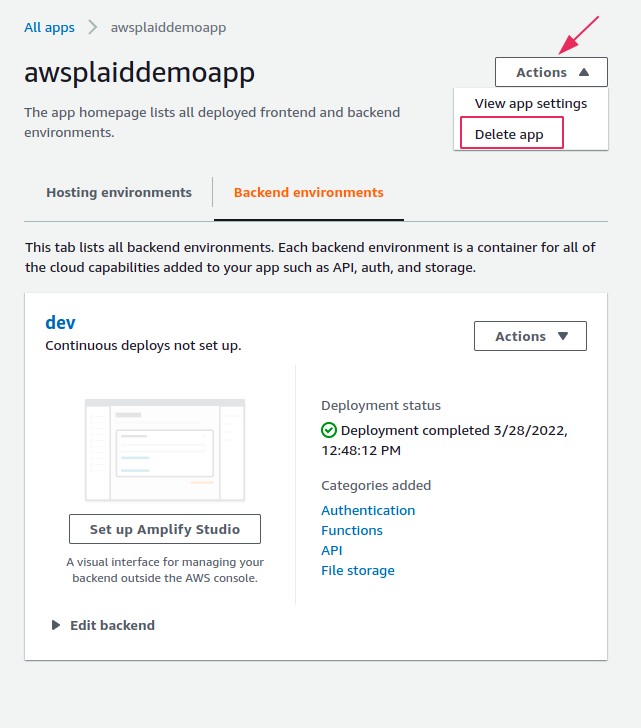 All apps > awsplaiddemoapp
awsplaiddemoapp
Actions
View app settings
Delete app
The app homepage lists all deployed frontend and backend
environments.
Hosting environments
Backend environments
This tab lists all backend environments. Each backend environment is a container for all of
the cloud capabilities added to your app such as API, auth, and storage.
dev
Continuous deploys not set up.
Actions
Set up Amplify Studio
A visual interface for managing your
backend outside the AWS console.
Deployment status
Deployment completed 3/28/2022,
12:48:12 PM
Categories added
Authentication
Functions
API
File storage
Edit backend